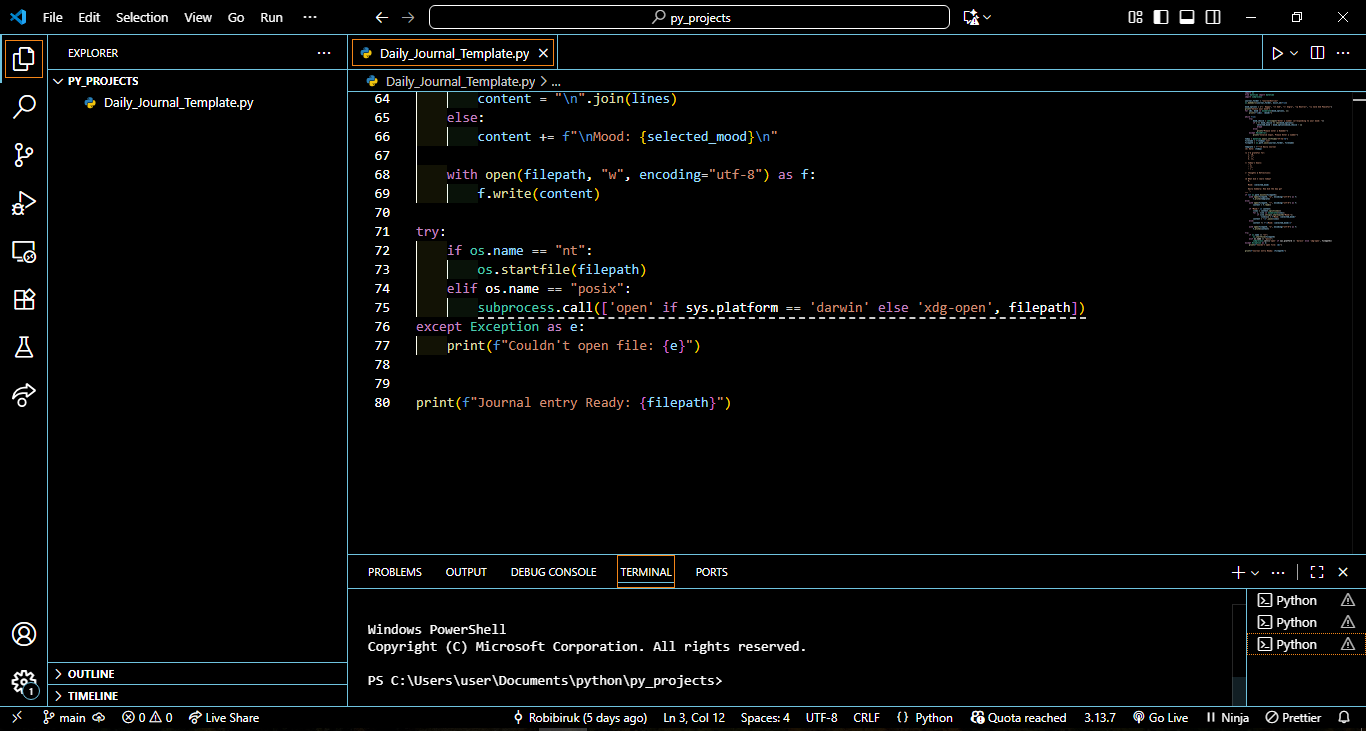 File Edit Selection View Go Run ··· py_projects
EXPLORER ···
PY_PROJECTS
Daily_Journal_Template.py
OUTLINE
TIMELINE
Daily_Journal_Template.py
Daily_Journal_Template.py > ...
64 content = "\n".join(lines)
65 else:
66 content += f"\nMood: {selected_mood}\n"
67
68 with open(filepath, "w", encoding="utf-8") as f:
69 f.write(content)
70
71 try:
72 if os.name == "nt":
73 os.startfile(filepath)
74 elif os.name == "posix":
75 subprocess.call(['open' if sys.platform == 'darwin' else 'xdg-open', filepath])
76 except Exception as e:
77 print(f"Couldn't open file: {e}")
78
79
80 print(f"Journal entry Ready: {filepath}")
PROBLEMS OUTPUT DEBUG CONSOLE TERMINAL PORTS
Windows PowerShell
Copyright (C) Microsoft Corporation. All rights reserved.
PS C:\Users\user\Documents\python\py_projects>
Python
Python
Python
1
main 0 0 Live Share Robibiruk (5 days ago) Ln 3, Col 12 Spaces: 4 UTF-8 CRLF {} Python Quota reached 3.13.7 Go Live Ninja Prettier